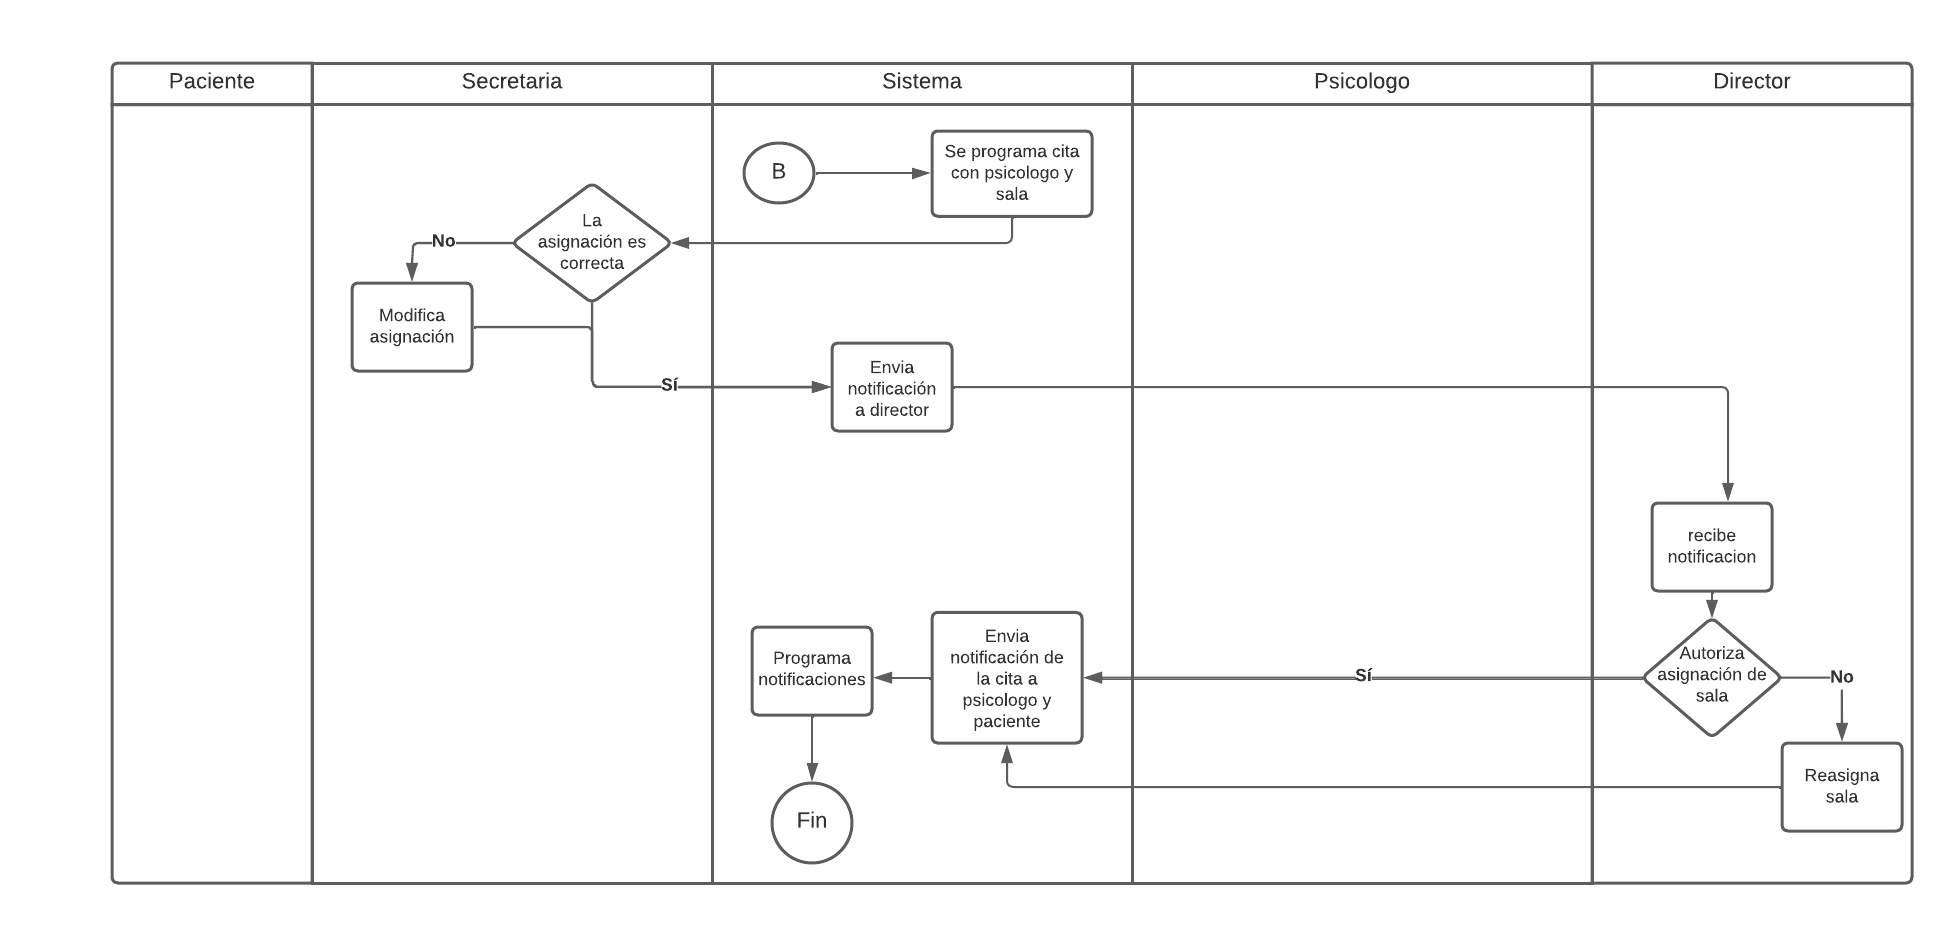 Paciente
Secretaria
Sistema
Psicologo
Director
B
Se programa cita
con psicologo y
sala
La
asignación es
correcta
No
Modifica
asignación
Sí
Envia
notificación
a director
recibe
notificacion
Autoriza
asignación de
sala
No
Sí
Reasigna
sala
Envia
notificación de
la cita a
psicologo y
paciente
Programa
notificaciones
Fin